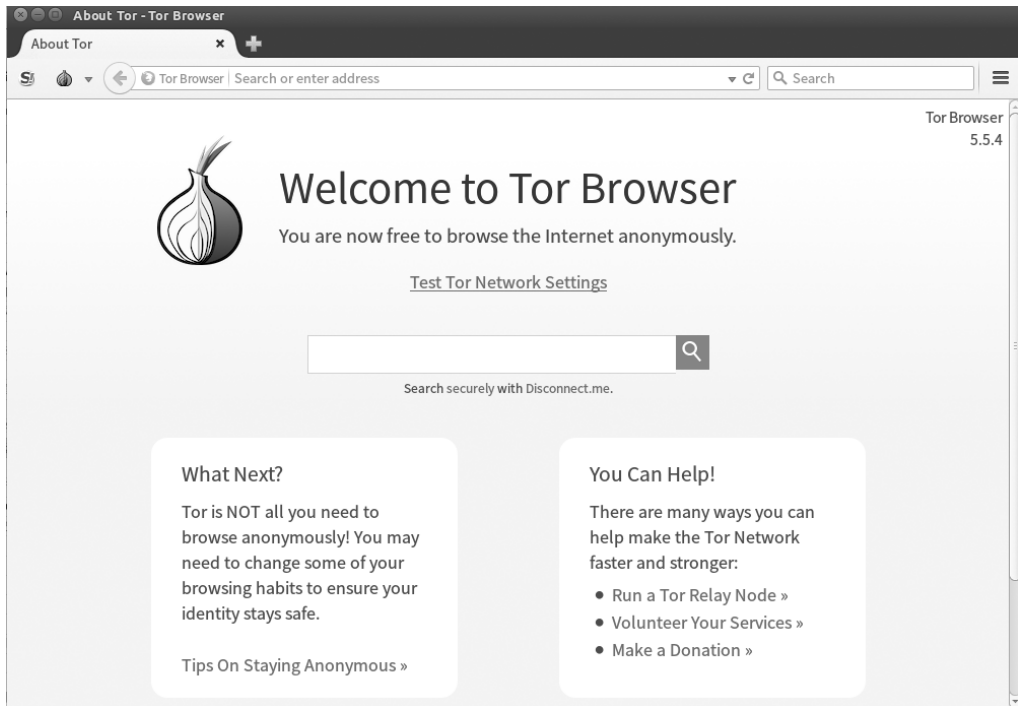 About Tor - Tor Browser
About Tor
Tor Browser
Search or enter address
Search
Tor Browser
5.5.4
Welcome to Tor Browser
You are now free to browse the Internet anonymously.
Test Tor Network Settings
Search securely with Disconnect.me.
What Next?
Tor is NOT all you need to
browse anonymously! You may
need to change some of your
browsing habits to ensure your
identity stays safe.
Tips On Staying Anonymous »
You Can Help!
There are many ways you can
help make the Tor Network
faster and stronger:
• Run a Tor Relay Node »
• Volunteer Your Services »
• Make a Donation »